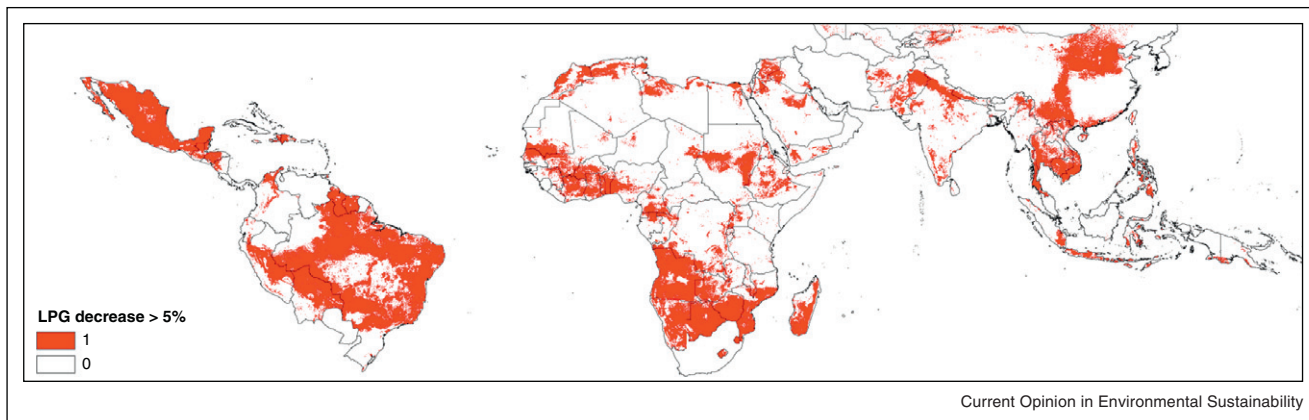 LPG decrease > 5%
1
0
Current Opinion in Environmental Sustainability